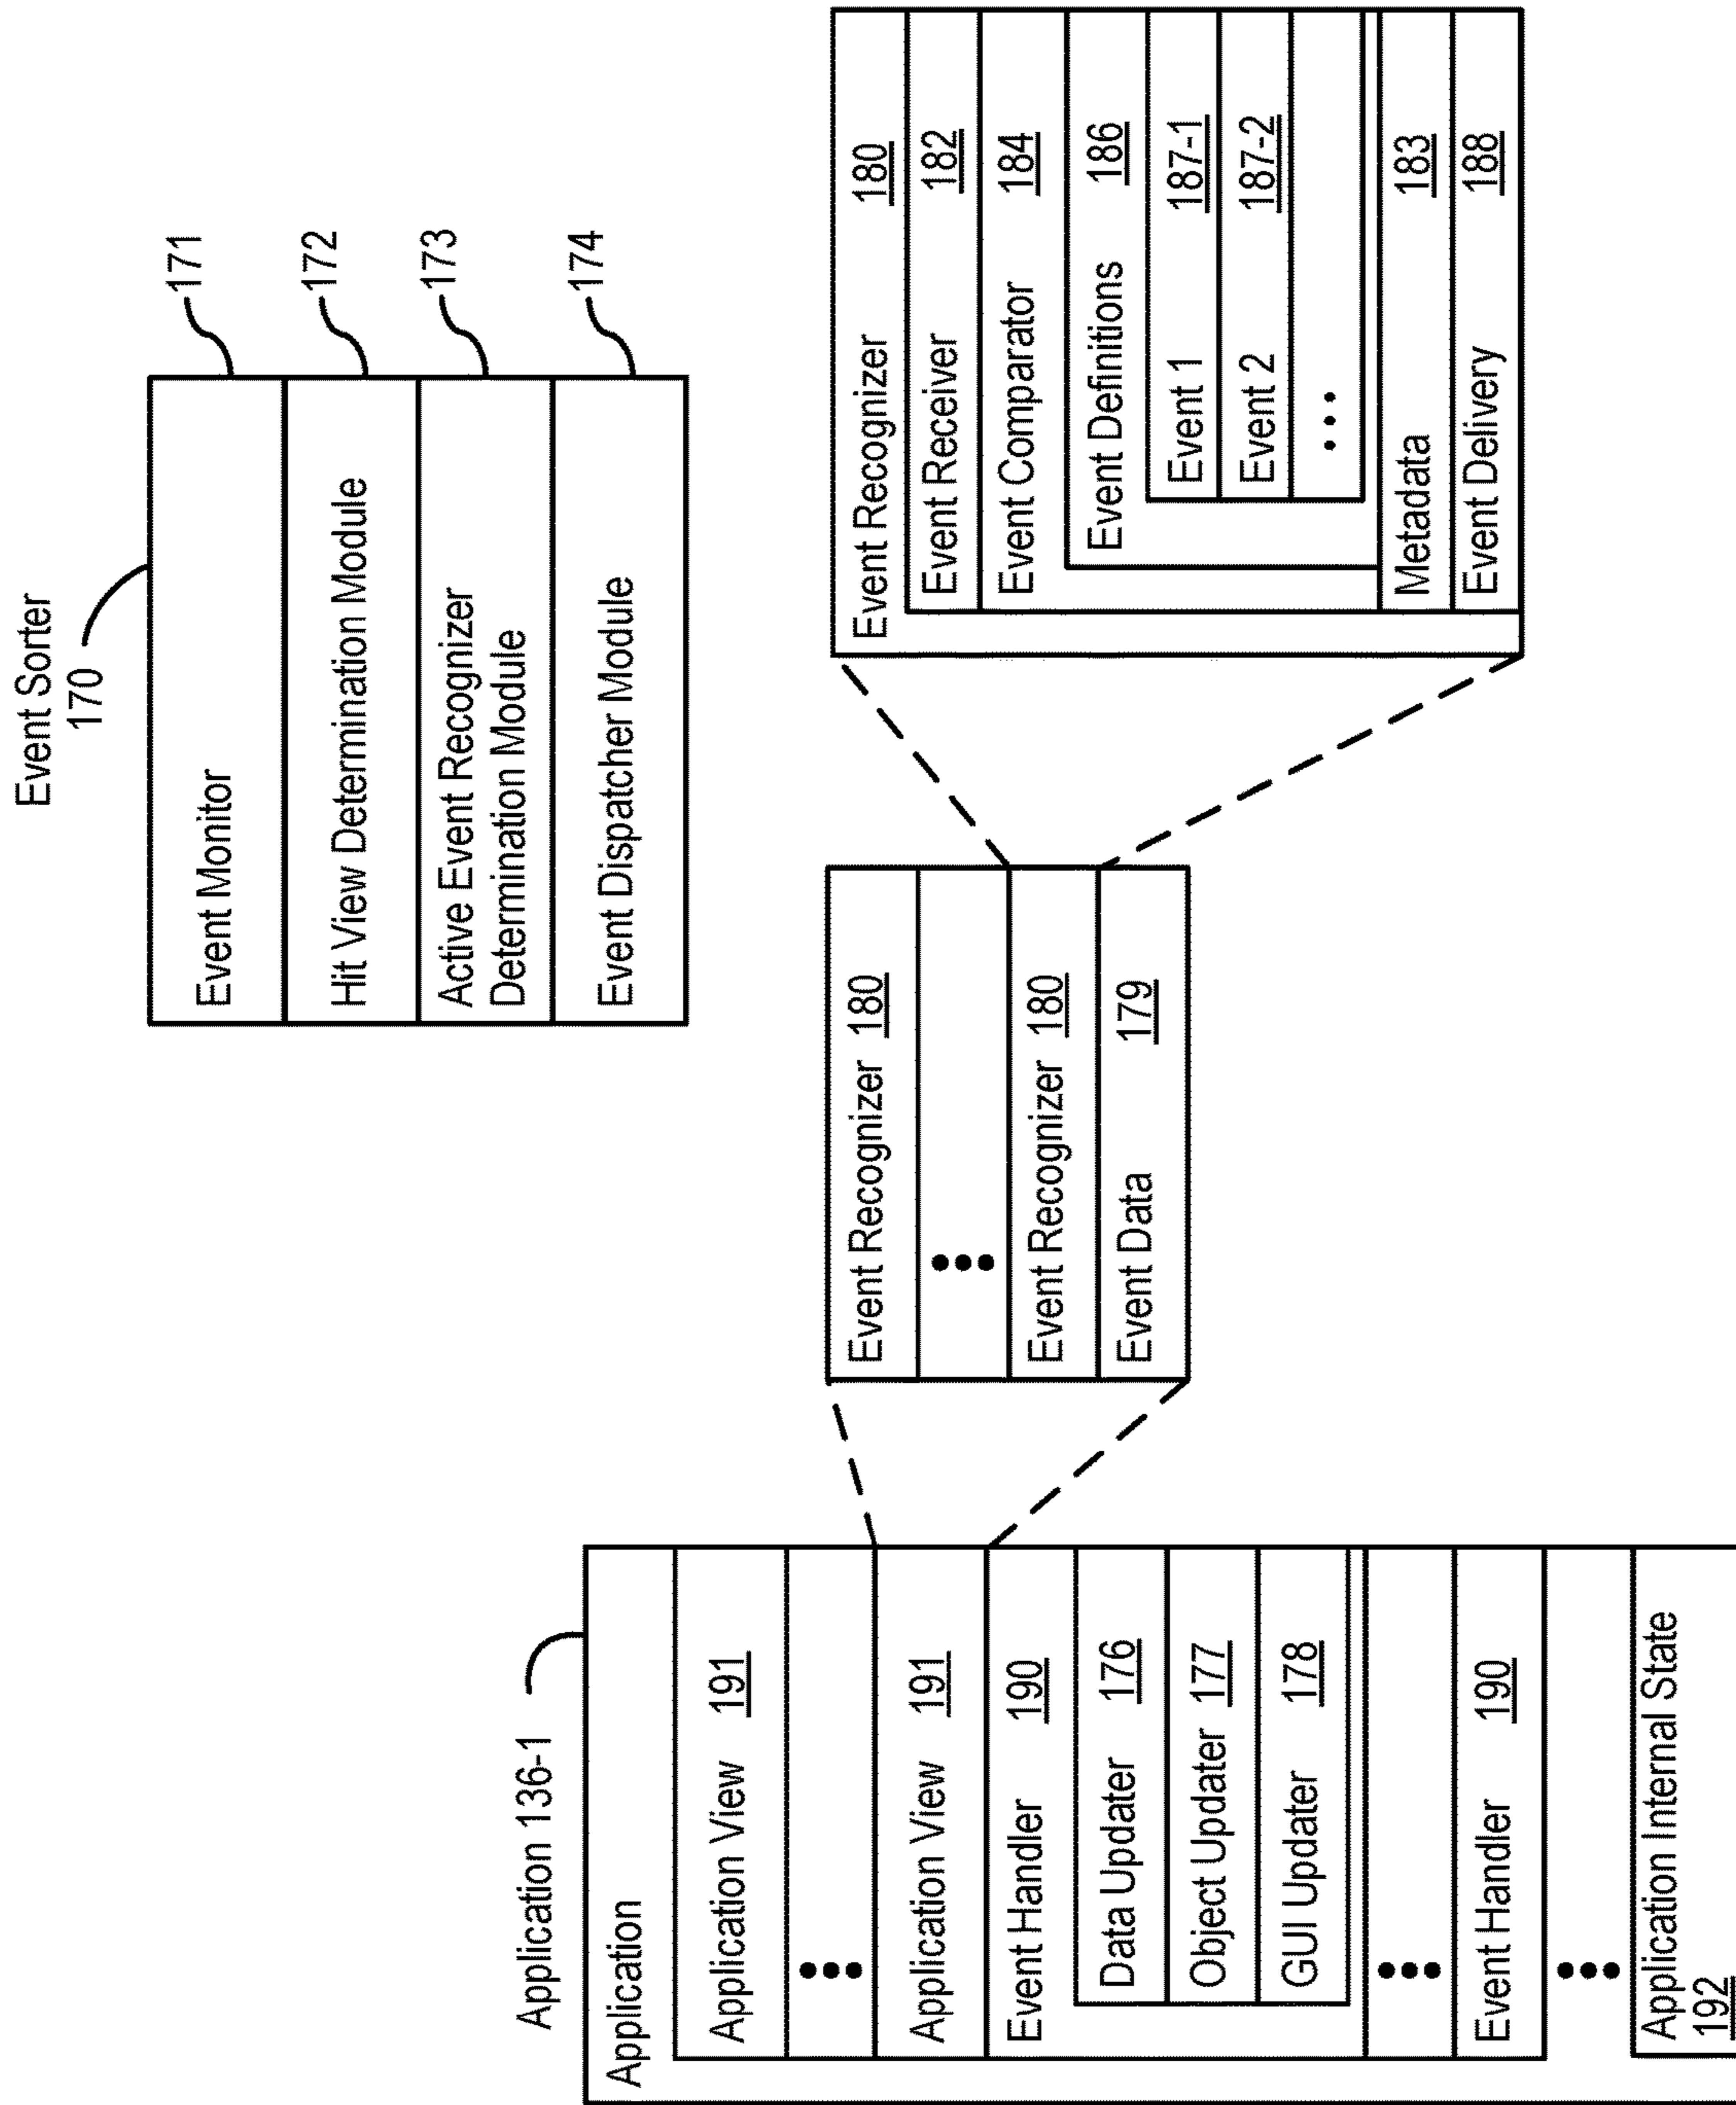 Event Sorter
170
Event Monitor
171
Hit View Determination Module
172
Active Event Recognizer
Determination Module
173
Event Dispatcher Module
174
Application 136-1
Application
Application View 191
•••
Application View 191
Event Handler 190
Data Updater 176
Object Updater 177
GUI Updater 178
•••
Event Handler 190
•••
Application Internal State
192
Event Recognizer 180
•••
Event Recognizer 180
Event Data 179
Event Recognizer 180
Event Receiver 182
Event Comparator 184
Event Definitions 186
Event 1 187-1
Event 2 187-2
•••
Metadata 183
Event Delivery 188